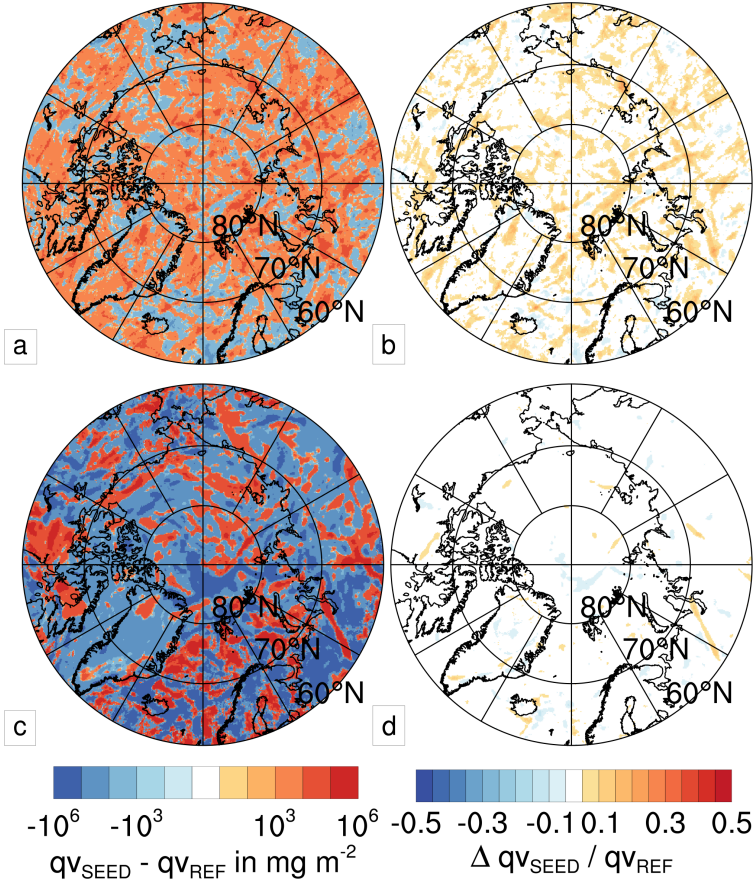 80°N
70°N
60°N
a
80°N
70°N
60°N
b
80°N
70°N
60°N
c
80°N
70°N
60°N
d
-10⁶ -10³ 10³ 10⁶
qv_SEED - qv_REF in mg m⁻²
-0.5 -0.3 -0.1 0.1 0.3 0.5
Δ qv_SEED / qv_REF